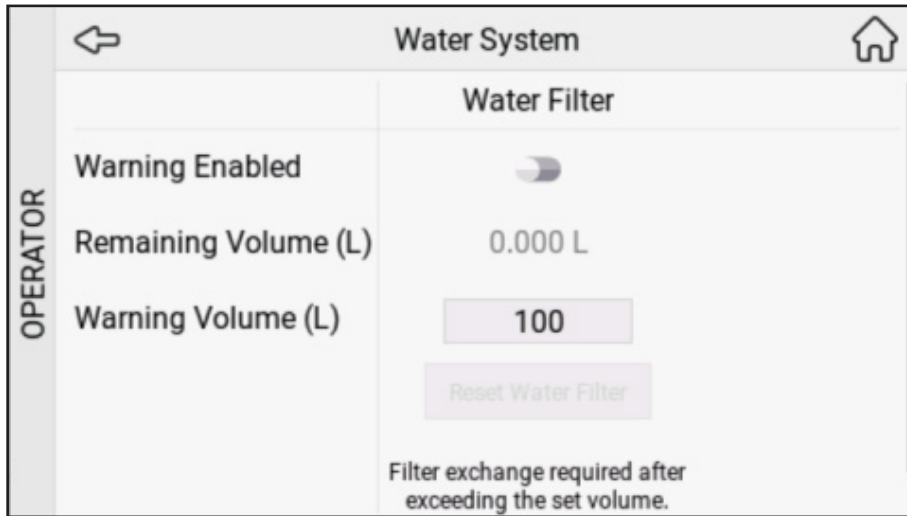 OPERATOR
Water System
Water Filter
Warning Enabled
Remaining Volume (L) 0.000 L
Warning Volume (L) 100
Reset Water Filter
Filter exchange required after
exceeding the set volume.